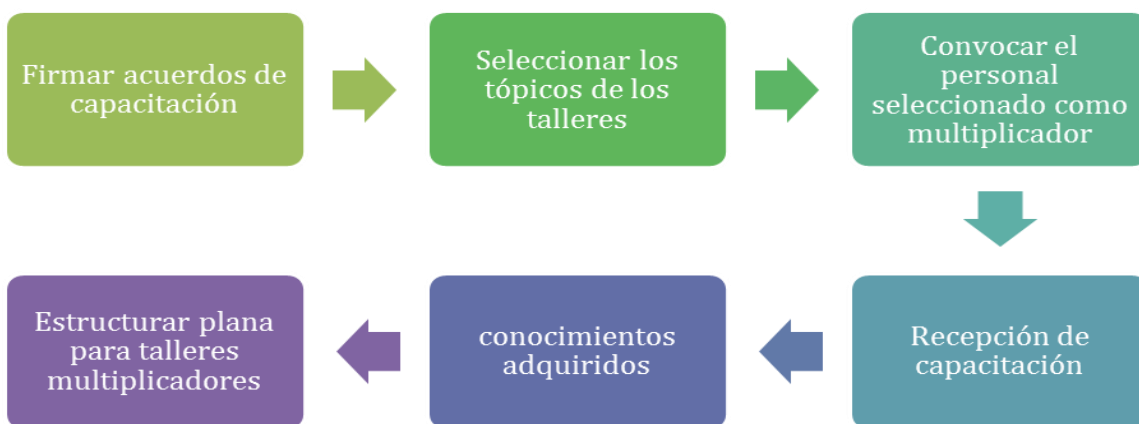 Firmar acuerdos de
capacitación
Seleccionar los
tópicos de los
talleres
Convocar el
personal
seleccionado como
multiplicador
Recepción de
capacitación
conocimientos
adquiridos
Estructurar plana
para talleres
multiplicadores